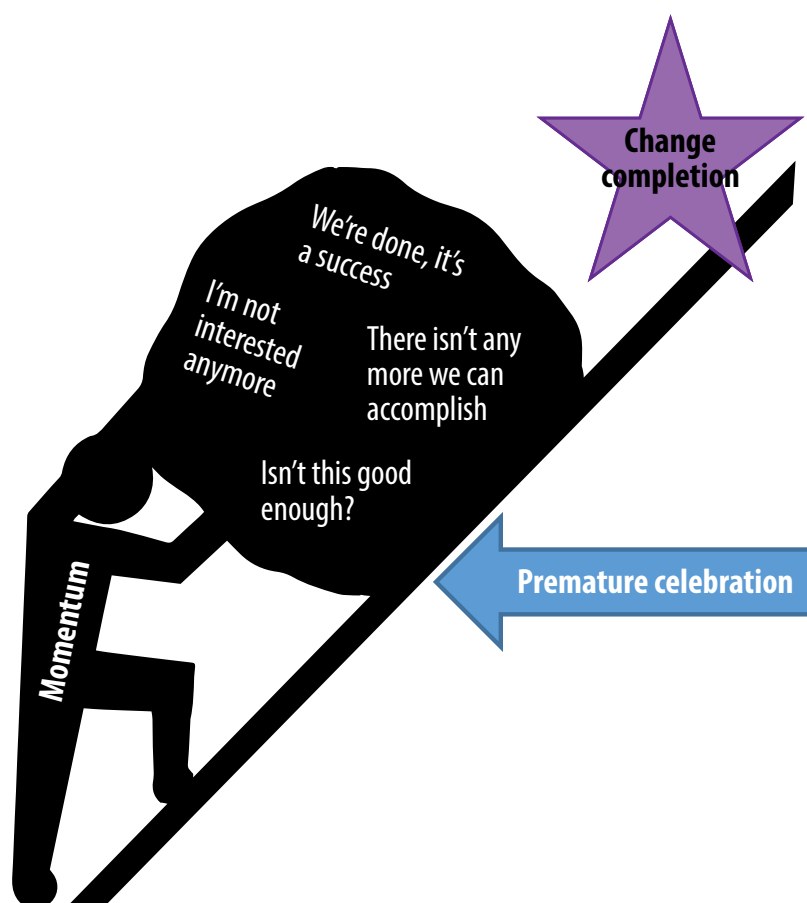 Change
completion
We’re done, it’s
a success
I’m not
interested
anymore
There isn’t any
more we can
accomplish
Isn’t this good
enough?
Premature celebration
Momentum